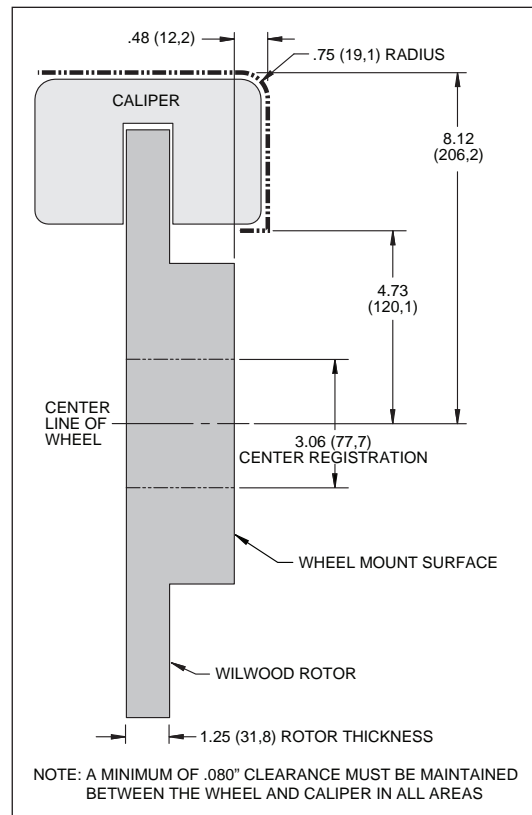 .48 (12,2)
.75 (19,1) RADIUS
CALIPER
8.12
(206,2)
4.73
(120,1)
CENTER
LINE OF
WHEEL
3.06 (77,7)
CENTER REGISTRATION
WHEEL MOUNT SURFACE
WILWOOD ROTOR
1.25 (31,8) ROTOR THICKNESS
NOTE: A MINIMUM OF .080" CLEARANCE MUST BE MAINTAINED
BETWEEN THE WHEEL AND CALIPER IN ALL AREAS